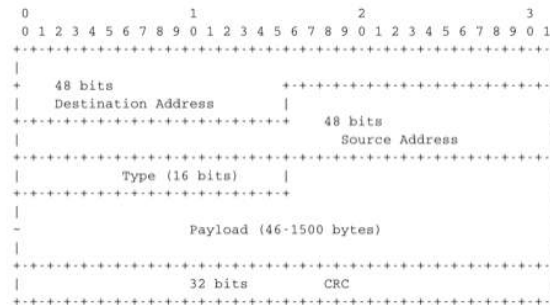 0 1 2 3
0 1 2 3 4 5 6 7 8 9 0 1 2 3 4 5 6 7 8 9 0 1 2 3 4 5 6 7 8 9 0 1
+-+-+-+-+-+-+-+-+-+-+-+-+-+-+-+-+-+-+-+-+-+-+-+-+-+-+-+-+-+-+-+-
|
+ 48 bits +-+-+-+-+-+-+-+-+-+-+-+-+-+-+-+-
| Destination Address |
+-+-+-+-+-+-+-+-+-+-+-+-+-+-+-+-+ 48 bits
| Source Address
+-+-+-+-+-+-+-+-+-+-+-+-+-+-+-+-+-+-+-+-+-+-+-+-+-+-+-+-+-+-+-+-
| Type (16 bits) |
+-+-+-+-+-+-+-+-+-+-+-+-+-+-+-+-+
|
~ Payload (46-1500 bytes)
|
+-+-+-+-+-+-+-+-+-+-+-+-+-+-+-+-+-+-+-+-+-+-+-+-+-+-+-+-+-+-+-+-
| 32 bits CRC
+-+-+-+-+-+-+-+-+-+-+-+-+-+-+-+-+-+-+-+-+-+-+-+-+-+-+-+-+-+-+-+-